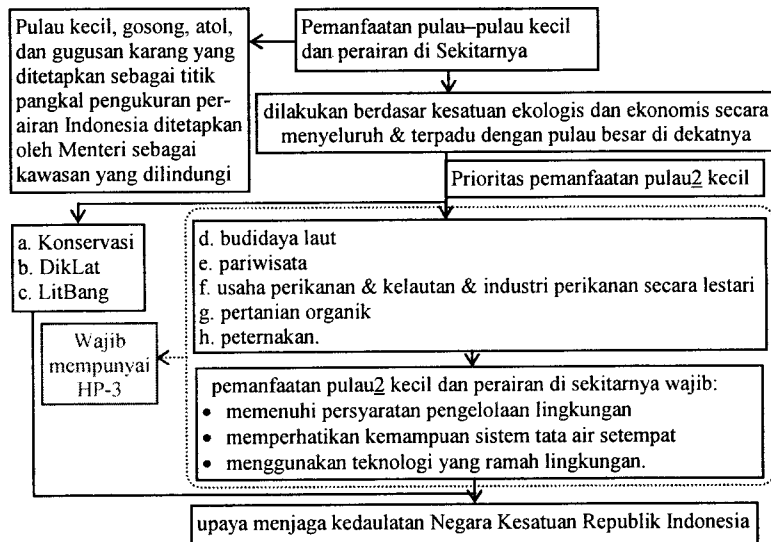 Pulau kecil, gosong, atol,
dan gugusan karang yang
ditetapkan sebagai titik
pangkal pengukuran per-
airan Indonesia ditetapkan
oleh Menteri sebagai
kawasan yang dilindungi
Pemanfaatan pulau–pulau kecil
dan perairan di Sekitarnya
dilakukan berdasar kesatuan ekologis dan ekonomis secara
menyeluruh & terpadu dengan pulau besar di dekatnya
Prioritas pemanfaatan pulau2 kecil
a. Konservasi
b. DikLat
c. LitBang
d. budidaya laut
e. pariwisata
f. usaha perikanan & kelautan & industri perikanan secara lestari
g. pertanian organik
h. peternakan.
Wajib
mempunyai
HP-3
pemanfaatan pulau2 kecil dan perairan di sekitarnya wajib:
• memenuhi persyaratan pengelolaan lingkungan
• memperhatikan kemampuan sistem tata air setempat
• menggunakan teknologi yang ramah lingkungan.
upaya menjaga kedaulatan Negara Kesatuan Republik Indonesia